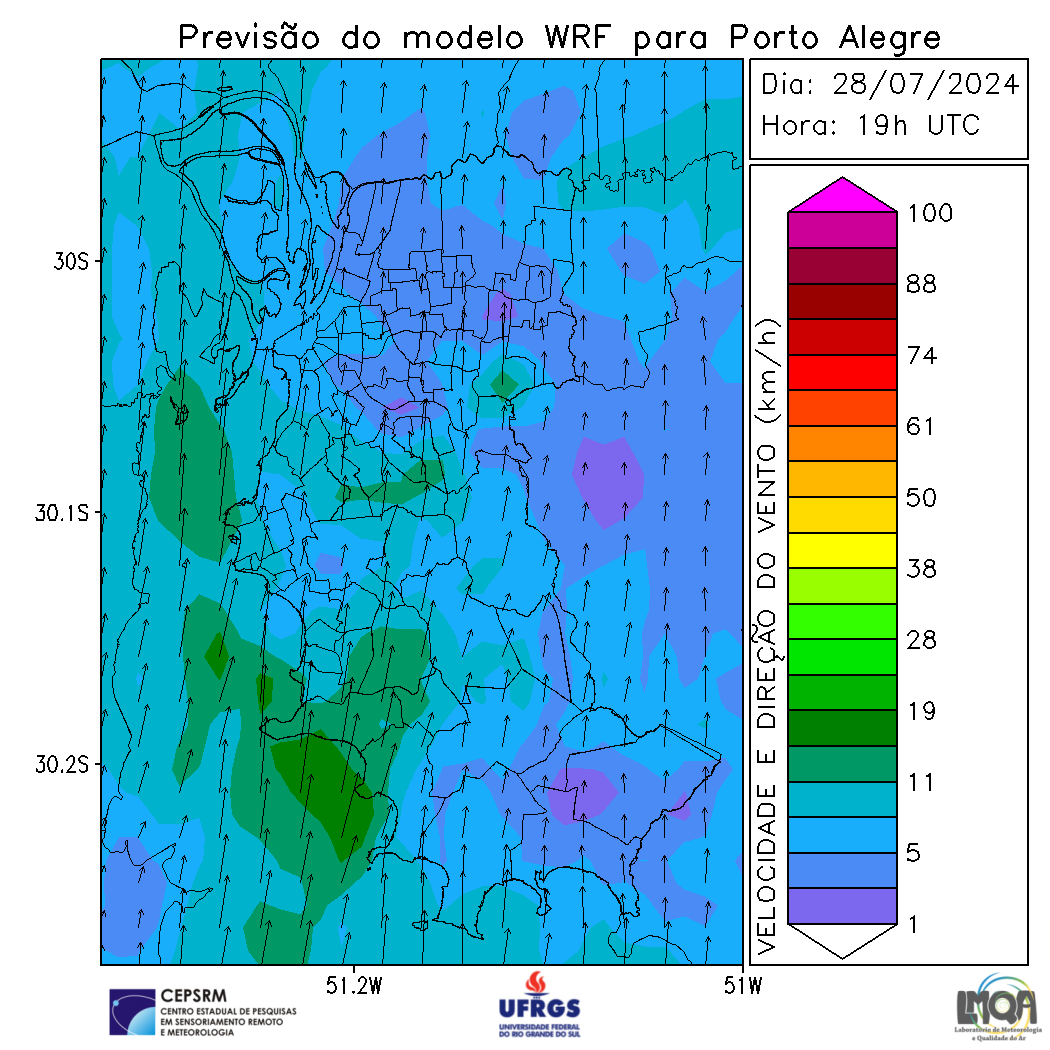 Previsão do modelo WRF para Porto Alegre
Dia: 28/07/2024
Hora: 19h UTC
30S
30.1S
30.2S
51.2W
51W
VELOCIDADE E DIREÇÃO DO VENTO (km/h)
100
88
74
61
50
38
28
19
11
5
1
CEPSRM
CENTRO ESTADUAL DE PESQUISAS
EM SENSORIAMENTO REMOTO
E METEOROLOGIA
UFRGS
UNIVERSIDADE FEDERAL
DO RIO GRANDE DO SUL
LMQA
Laboratório de Meteorologia
e Qualidade do Ar